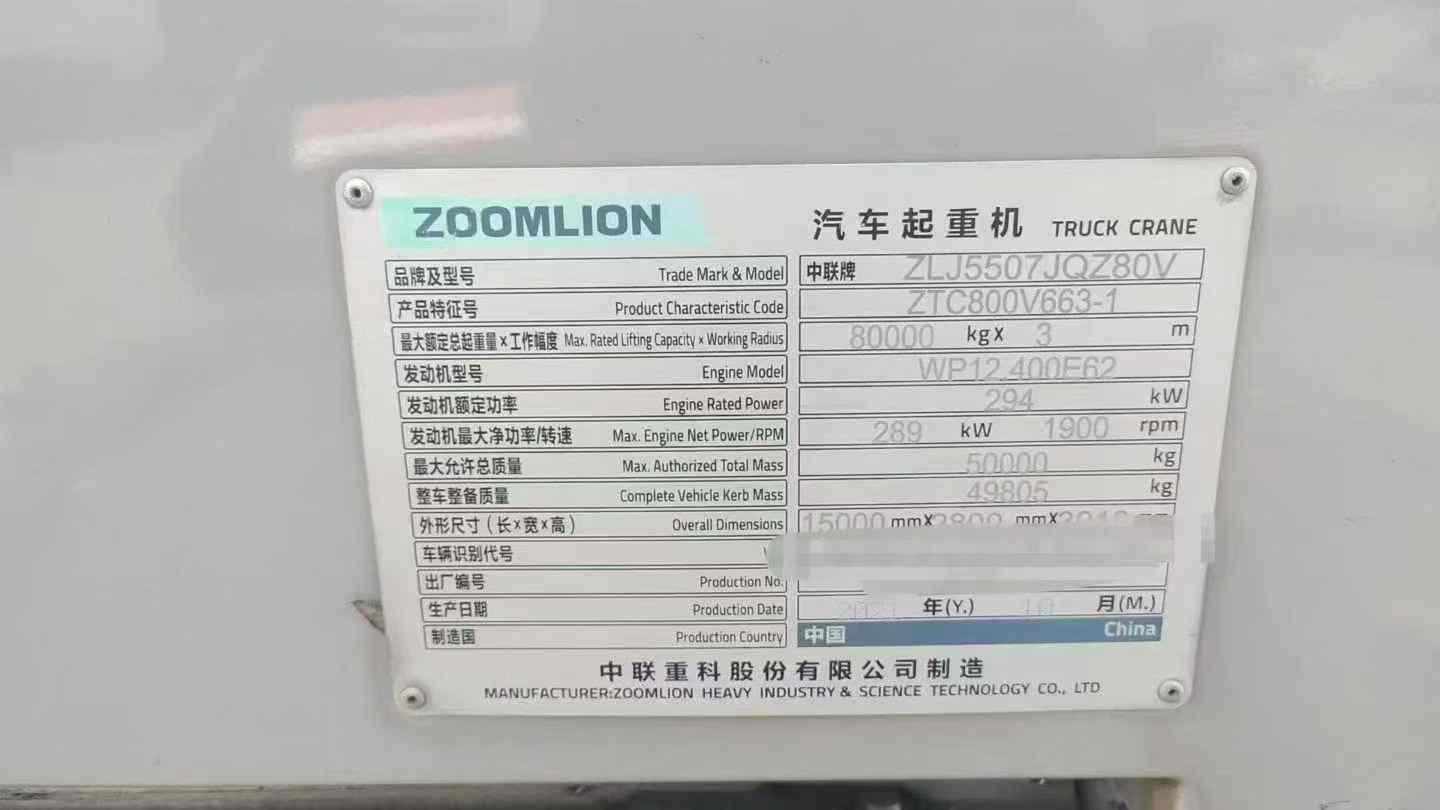 ZOOMLION 汽车起重机 TRUCK CRANE
品牌及型号 Trade Mark & Model 中联牌 ZLJ5507JQZ80V
产品特征号 Product Characteristic Code ZTC800V663-1
最大额定总起重量×工作幅度 Max. Rated Lifting Capacity × Working Radius 80000 kg X 3 m
发动机型号 Engine Model WP12.400E62
发动机额定功率 Engine Rated Power 294 kW
发动机最大净功率/转速 Max. Engine Net Power/RPM 289 kW 1900 rpm
最大允许总质量 Max. Authorized Total Mass 50000 kg
整车整备质量 Complete Vehicle Kerb Mass 49805 kg
外形尺寸(长×宽×高) Overall Dimensions 15000 mmX 2800 mmX
车辆识别代号
出厂编号 Production No.
生产日期 Production Date 2021 年(Y.) 10 月(M.)
制造国 Production Country 中国 China
中联重科股份有限公司制造
MANUFACTURER:ZOOMLION HEAVY INDUSTRY & SCIENCE TECHNOLOGY CO., LTD